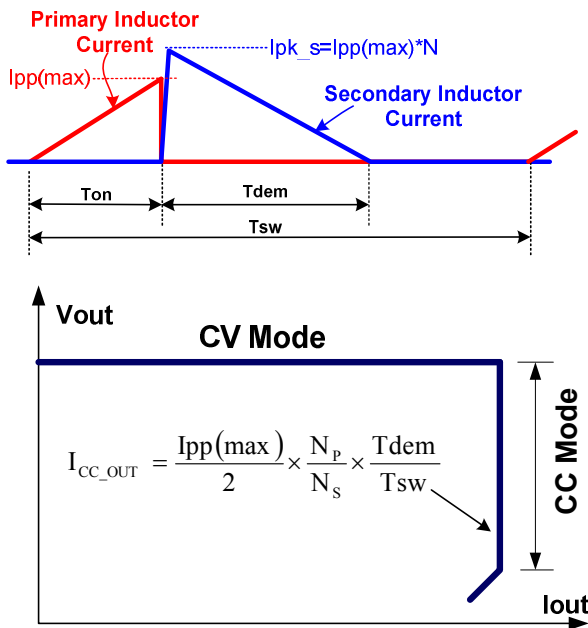 Primary Inductor
Current
Ipk_s=Ipp(max)*N
Ipp(max)
Secondary Inductor
Current
Ton
Tdem
Tsw
Vout
CV Mode
I_CC_OUT = Ipp(max)/2 × N_P/N_S × Tdem/Tsw
CC Mode
Iout